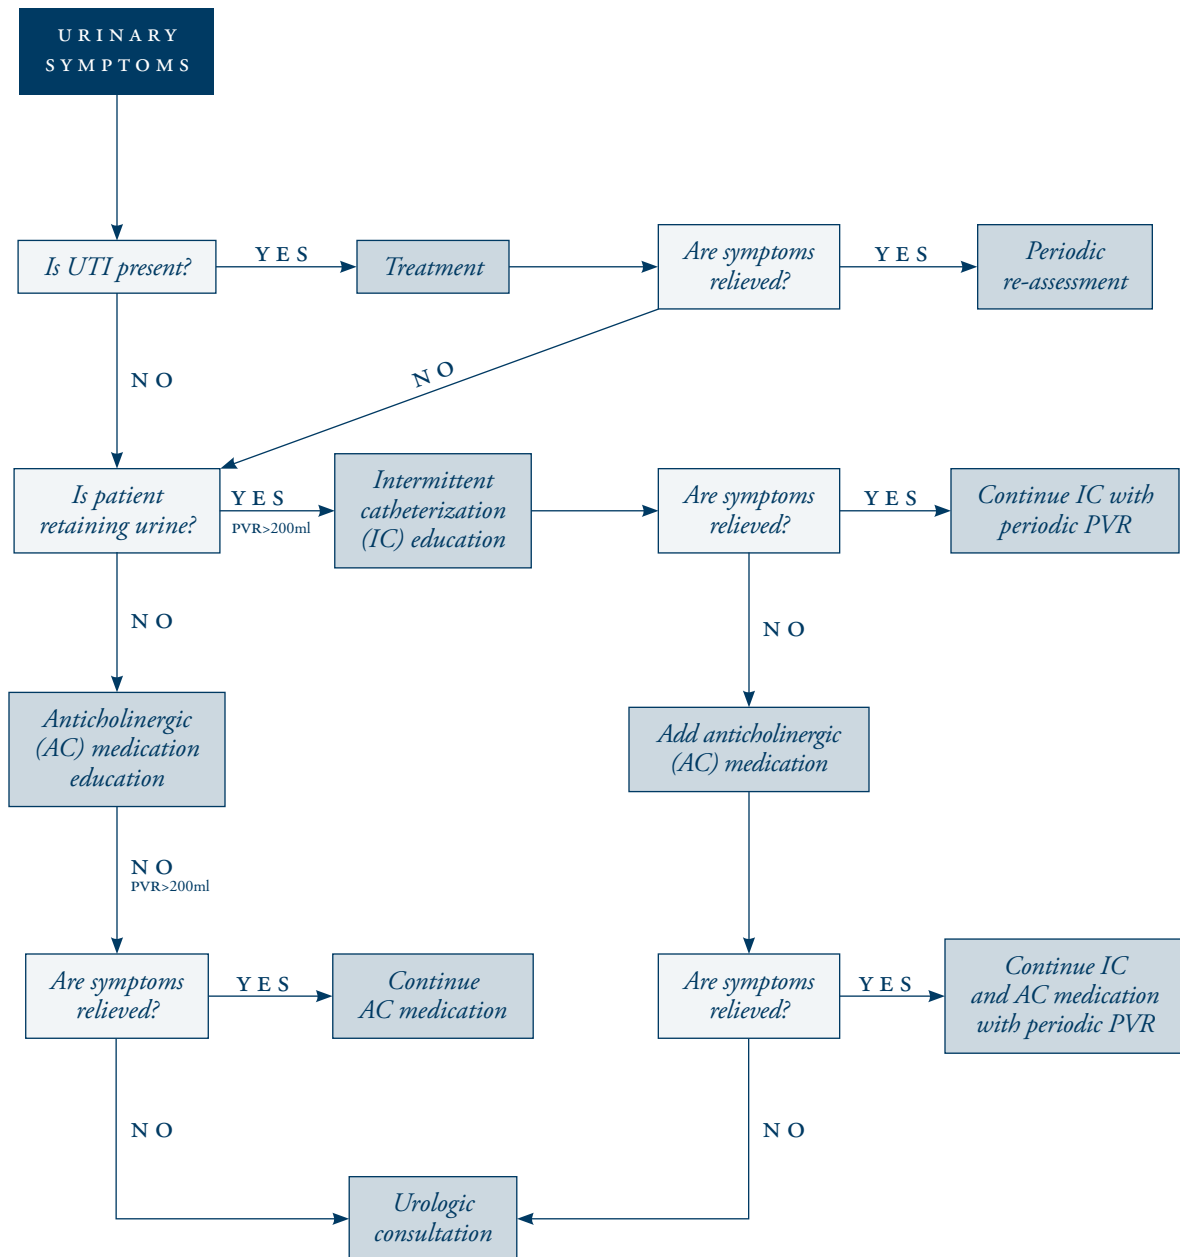 URINARY
SYMPTOMS
Is UTI present?
YES
Treatment
Are symptoms
relieved?
YES
Periodic
re-assessment
NO
NO
Is patient
retaining urine?
YES
PVR>200ml
Intermittent
catheterization
(IC) education
Are symptoms
relieved?
YES
Continue IC with
periodic PVR
NO
NO
Anticholinergic
(AC) medication
education
Add anticholinergic
(AC) medication
NO
PVR>200ml
Are symptoms
relieved?
YES
Continue
AC medication
Are symptoms
relieved?
YES
Continue IC
and AC medication
with periodic PVR
NO
NO
Urologic
consultation